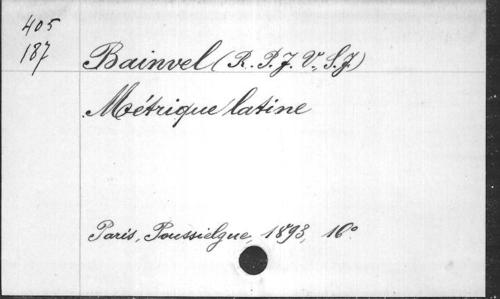 405
187
Bainvel (R. P. J. V., S. J.)
Métrique latine
Paris, Poussielgue, 1893, 16°